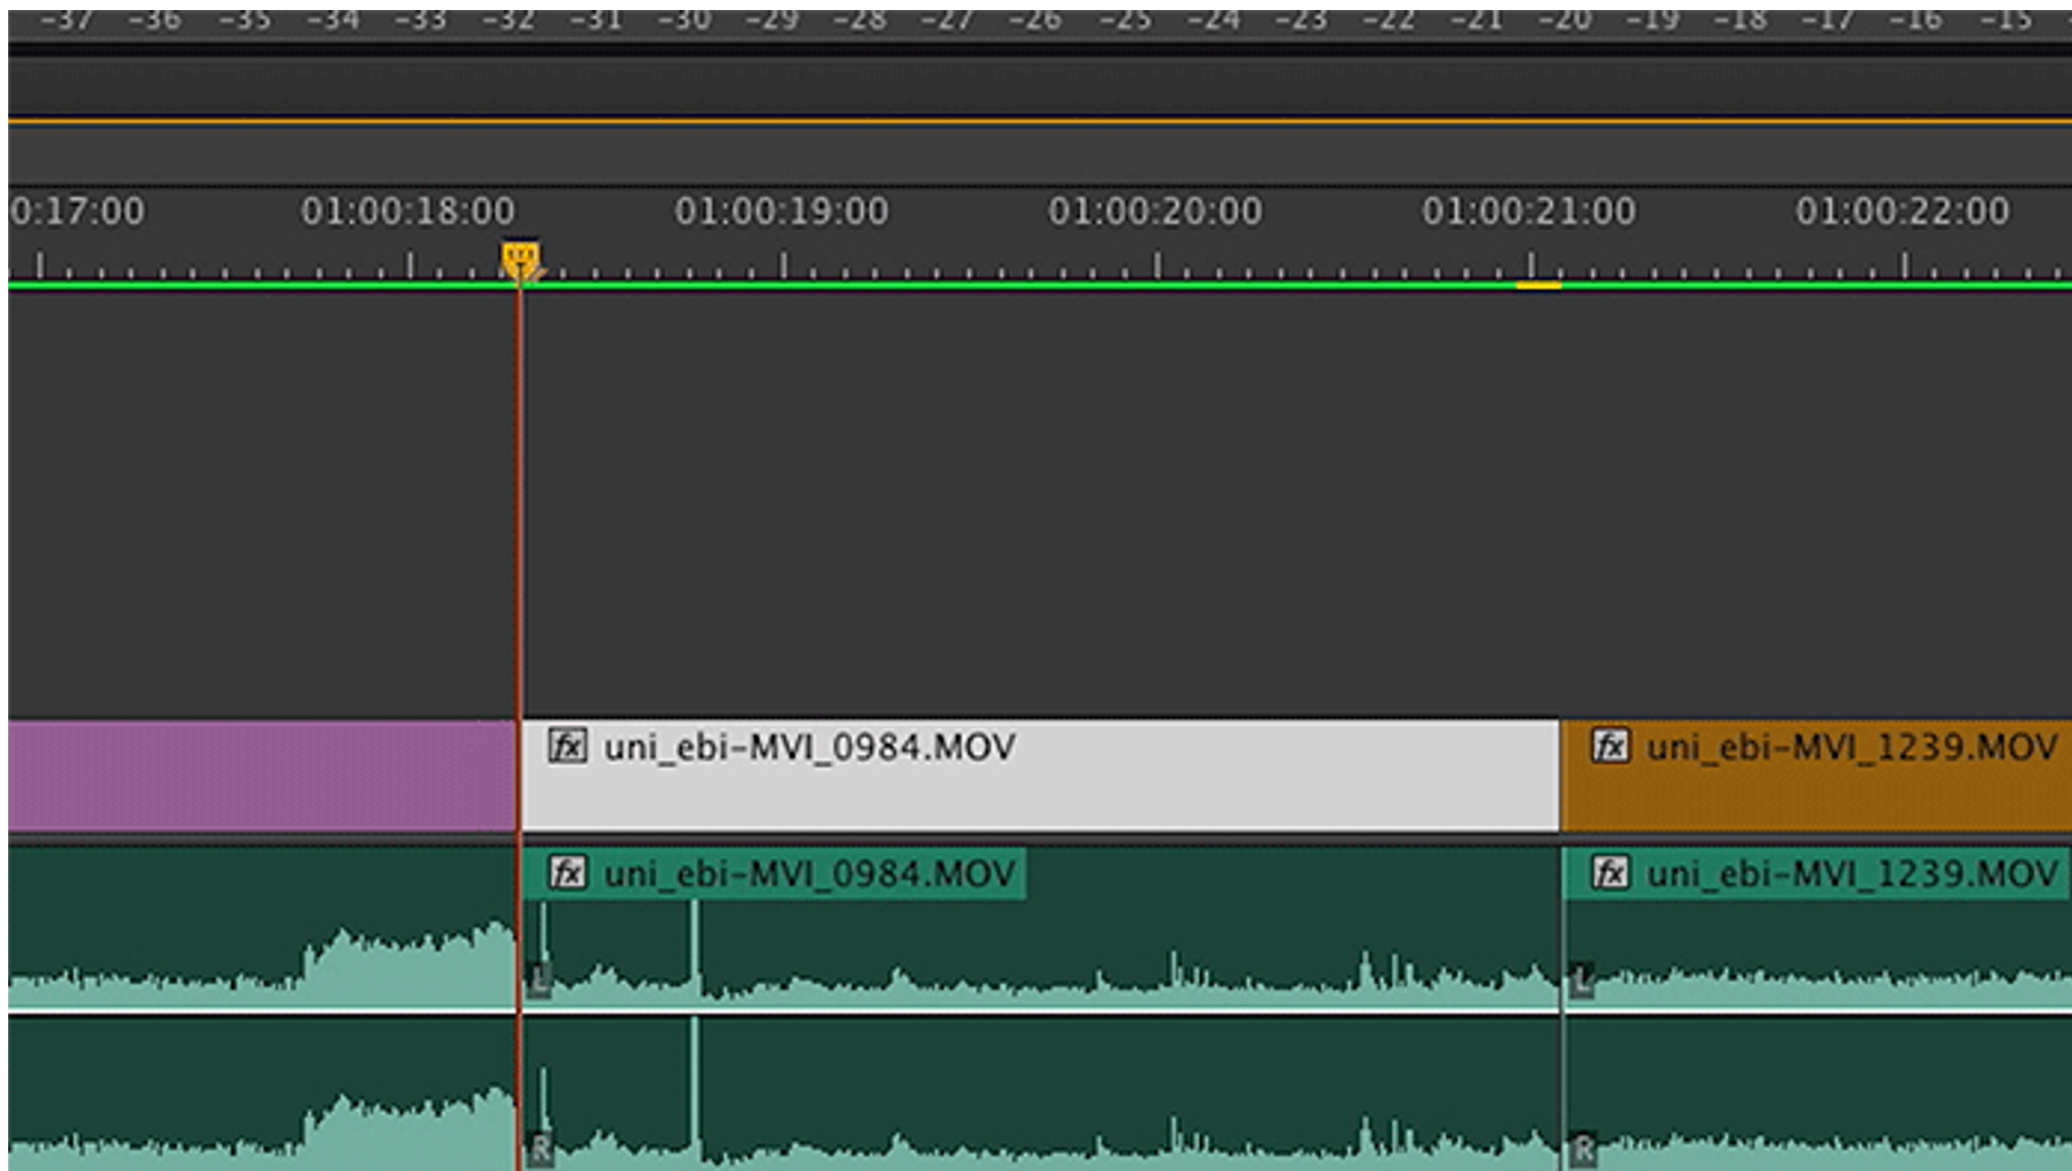 -37 -36 -35 -34 -33 -32 -31 -30 -29 -28 -27 -26 -25 -24 -23 -22 -21 -20 -19 -18 -17 -16 -15
0:17:00 01:00:18:00 01:00:19:00 01:00:20:00 01:00:21:00 01:00:22:00
fx uni_ebi-MVI_0984.MOV fx uni_ebi-MVI_1239.MOV
fx uni_ebi-MVI_0984.MOV fx uni_ebi-MVI_1239.MOV
L L
R R